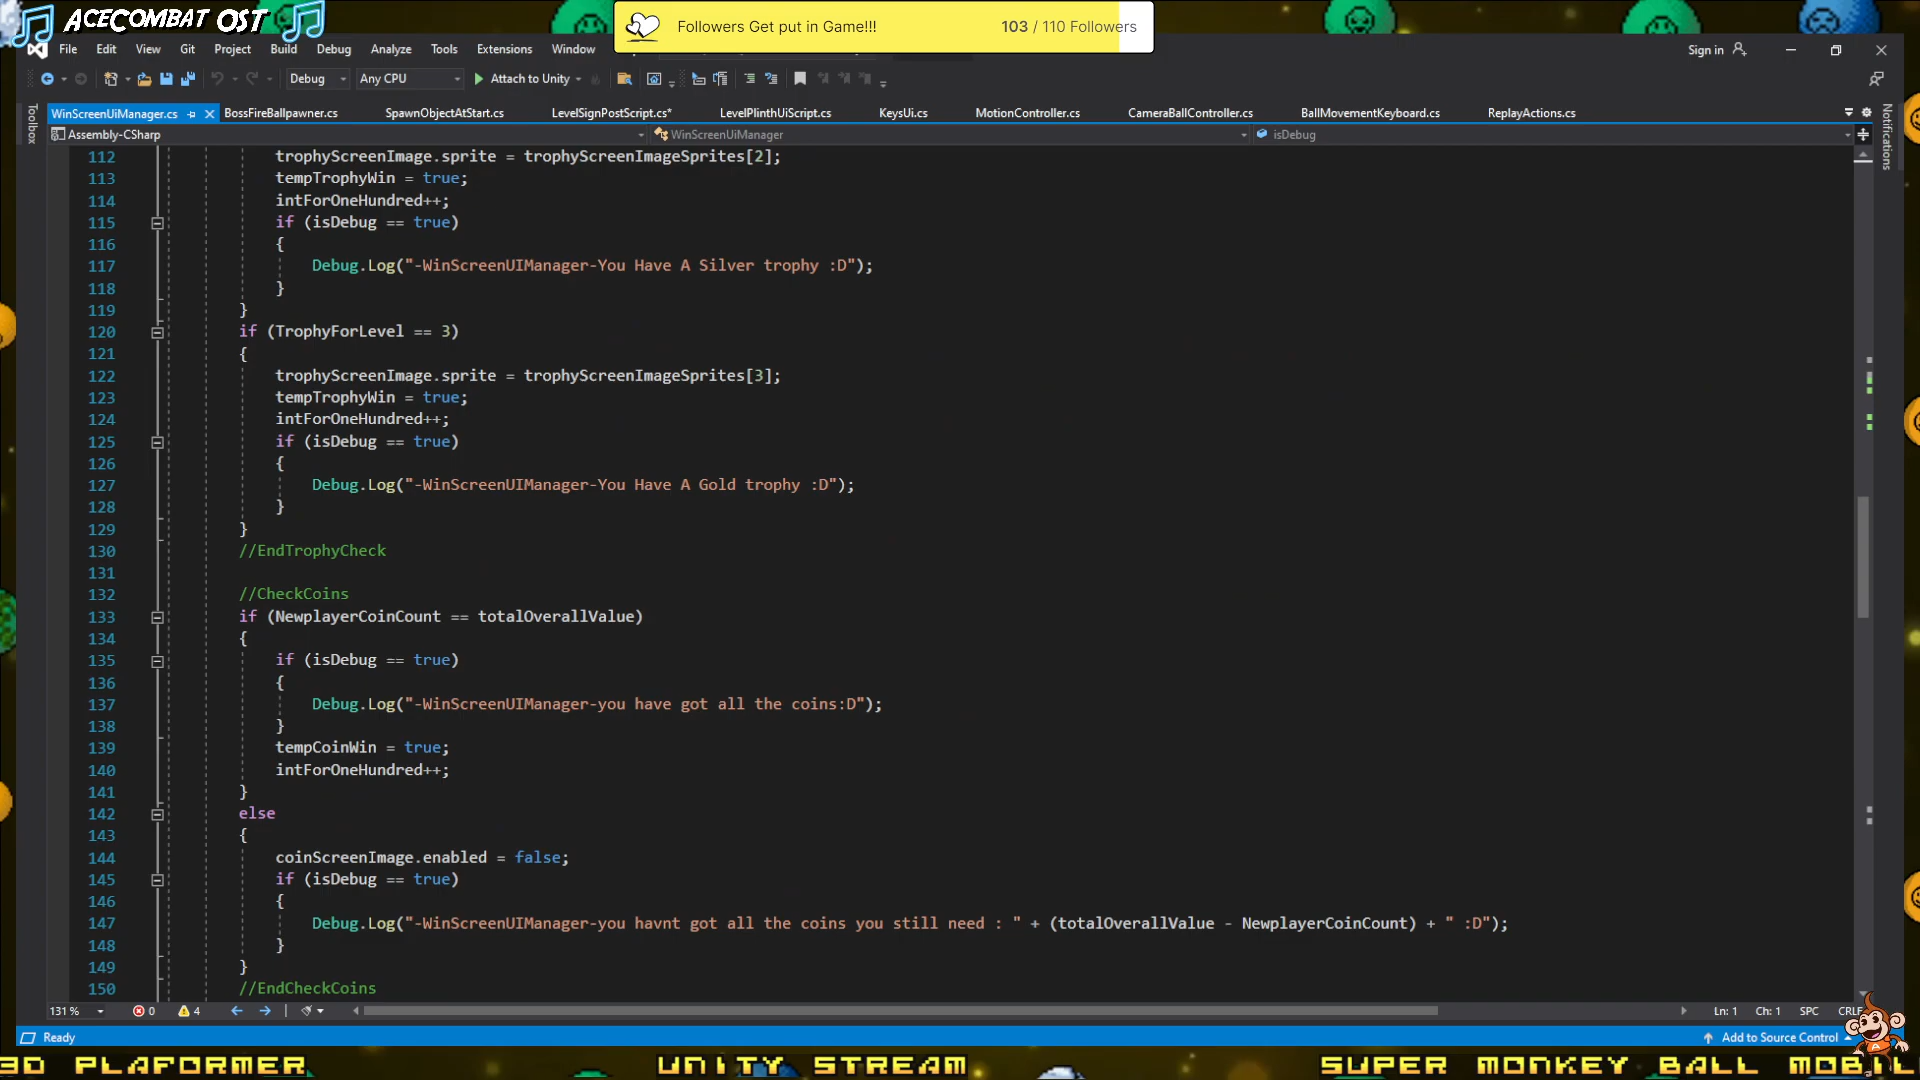 ACECOMBAT OST
Followers Get put in Game!!! 103 / 110 Followers
File Edit View Git Project Build Debug Analyze Tools Extensions Window
Sign in
Debug Any CPU Attach to Unity
WinScreenUiManager.cs BossFireBallpawner.cs SpawnObjectAtStart.cs LevelSignPostScript.cs* LevelPlinthUiScript.cs KeysUi.cs MotionController.cs CameraBallController.cs BallMovementKeyboard.cs ReplayActions.cs
Toolbox
Notifications
Assembly-CSharp WinScreenUiManager isDebug
112 trophyScreenImage.sprite = trophyScreenImageSprites[2];
113 tempTrophyWin = true;
114 intForOneHundred++;
115 if (isDebug == true)
116 {
117 Debug.Log("-WinScreenUIManager-You Have A Silver trophy :D");
118 }
119 }
120 if (TrophyForLevel == 3)
121 {
122 trophyScreenImage.sprite = trophyScreenImageSprites[3];
123 tempTrophyWin = true;
124 intForOneHundred++;
125 if (isDebug == true)
126 {
127 Debug.Log("-WinScreenUIManager-You Have A Gold trophy :D");
128 }
129 }
130 //EndTrophyCheck
131
132 //CheckCoins
133 if (NewplayerCoinCount == totalOverallValue)
134 {
135 if (isDebug == true)
136 {
137 Debug.Log("-WinScreenUIManager-you have got all the coins:D");
138 }
139 tempCoinWin = true;
140 intForOneHundred++;
141 }
142 else
143 {
144 coinScreenImage.enabled = false;
145 if (isDebug == true)
146 {
147 Debug.Log("-WinScreenUIManager-you havnt got all the coins you still need : " + (totalOverallValue - NewplayerCoinCount) + " :D");
148 }
149 }
150 //EndCheckCoins
131 % 0 4 Ln: 1 Ch: 1 SPC CRLF
Ready Add to Source Control
3D PLAFORMER UNITY STREAM SUPER MONKEY BALL MOBIL